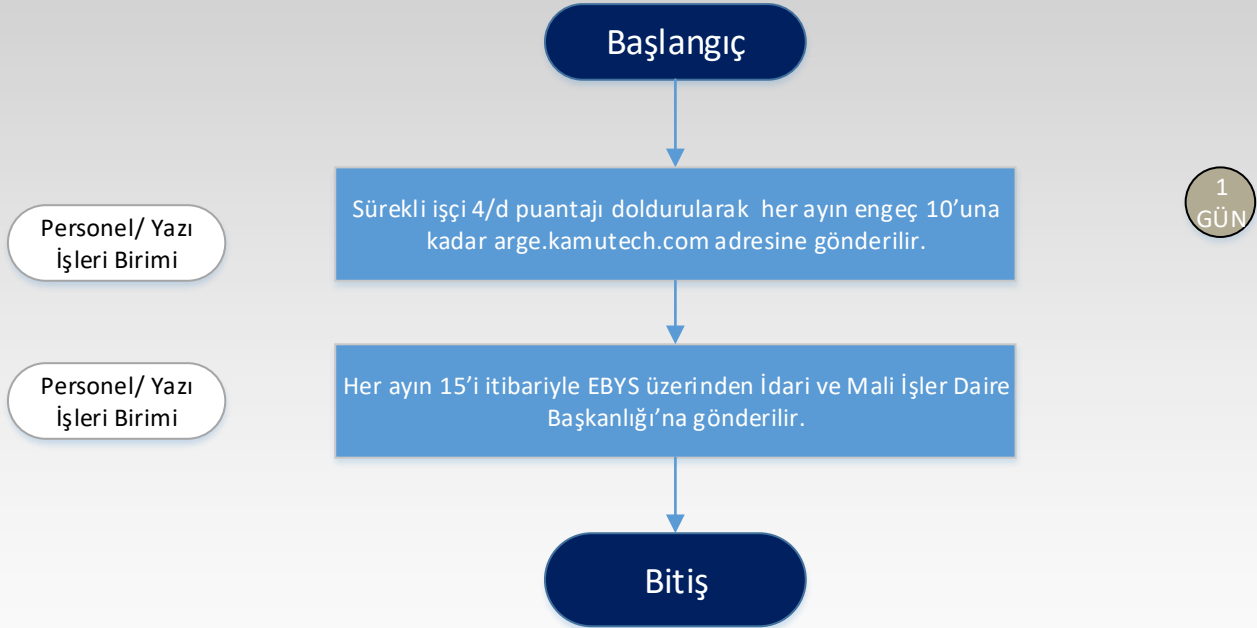 Başlangıç
Personel/ Yazı
İşleri Birimi
Sürekli işçi 4/d puantajı doldurularak her ayın engeç 10’una
kadar arge.kamutech.com adresine gönderilir.
1
GÜN
Personel/ Yazı
İşleri Birimi
Her ayın 15’i itibariyle EBYS üzerinden İdari ve Mali İşler Daire
Başkanlığı’na gönderilir.
Bitiş